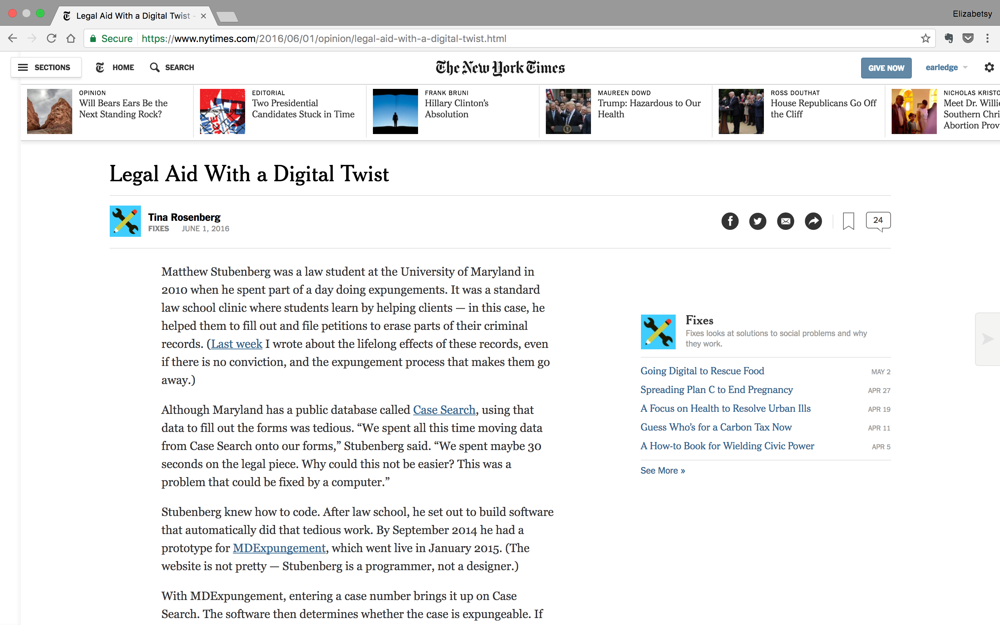 Legal Aid With a Digital Twist -
Elizabetsy
Secure https://www.nytimes.com/2016/06/01/opinion/legal-aid-with-a-digital-twist.html
SECTIONS HOME SEARCH
The New York Times
GIVE NOW earledge
OPINION
Will Bears Ears Be the
Next Standing Rock?
EDITORIAL
Two Presidential
Candidates Stuck in Time
FRANK BRUNI
Hillary Clinton’s
Absolution
MAUREEN DOWD
Trump: Hazardous to Our
Health
ROSS DOUTHAT
House Republicans Go Off
the Cliff
NICHOLAS KRISTO
Meet Dr. Willie
Southern Chri
Abortion Prov
Legal Aid With a Digital Twist
Tina Rosenberg
FIXES JUNE 1, 2016
24
Matthew Stubenberg was a law student at the University of Maryland in
2010 when he spent part of a day doing expungements. It was a standard
law school clinic where students learn by helping clients — in this case, he
helped them to fill out and file petitions to erase parts of their criminal
records. (Last week I wrote about the lifelong effects of these records, even
if there is no conviction, and the expungement process that makes them go
away.)
Although Maryland has a public database called Case Search, using that
data to fill out the forms was tedious. “We spent all this time moving data
from Case Search onto our forms,” Stubenberg said. “We spent maybe 30
seconds on the legal piece. Why could this not be easier? This was a
problem that could be fixed by a computer.”
Stubenberg knew how to code. After law school, he set out to build software
that automatically did that tedious work. By September 2014 he had a
prototype for MDExpungement, which went live in January 2015. (The
website is not pretty — Stubenberg is a programmer, not a designer.)
With MDExpungement, entering a case number brings it up on Case
Search. The software then determines whether the case is expungeable. If
Fixes
Fixes looks at solutions to social problems and why
they work.
Going Digital to Rescue Food MAY 2
Spreading Plan C to End Pregnancy APR 27
A Focus on Health to Resolve Urban Ills APR 19
Guess Who’s for a Carbon Tax Now APR 11
A How-to Book for Wielding Civic Power APR 5
See More »